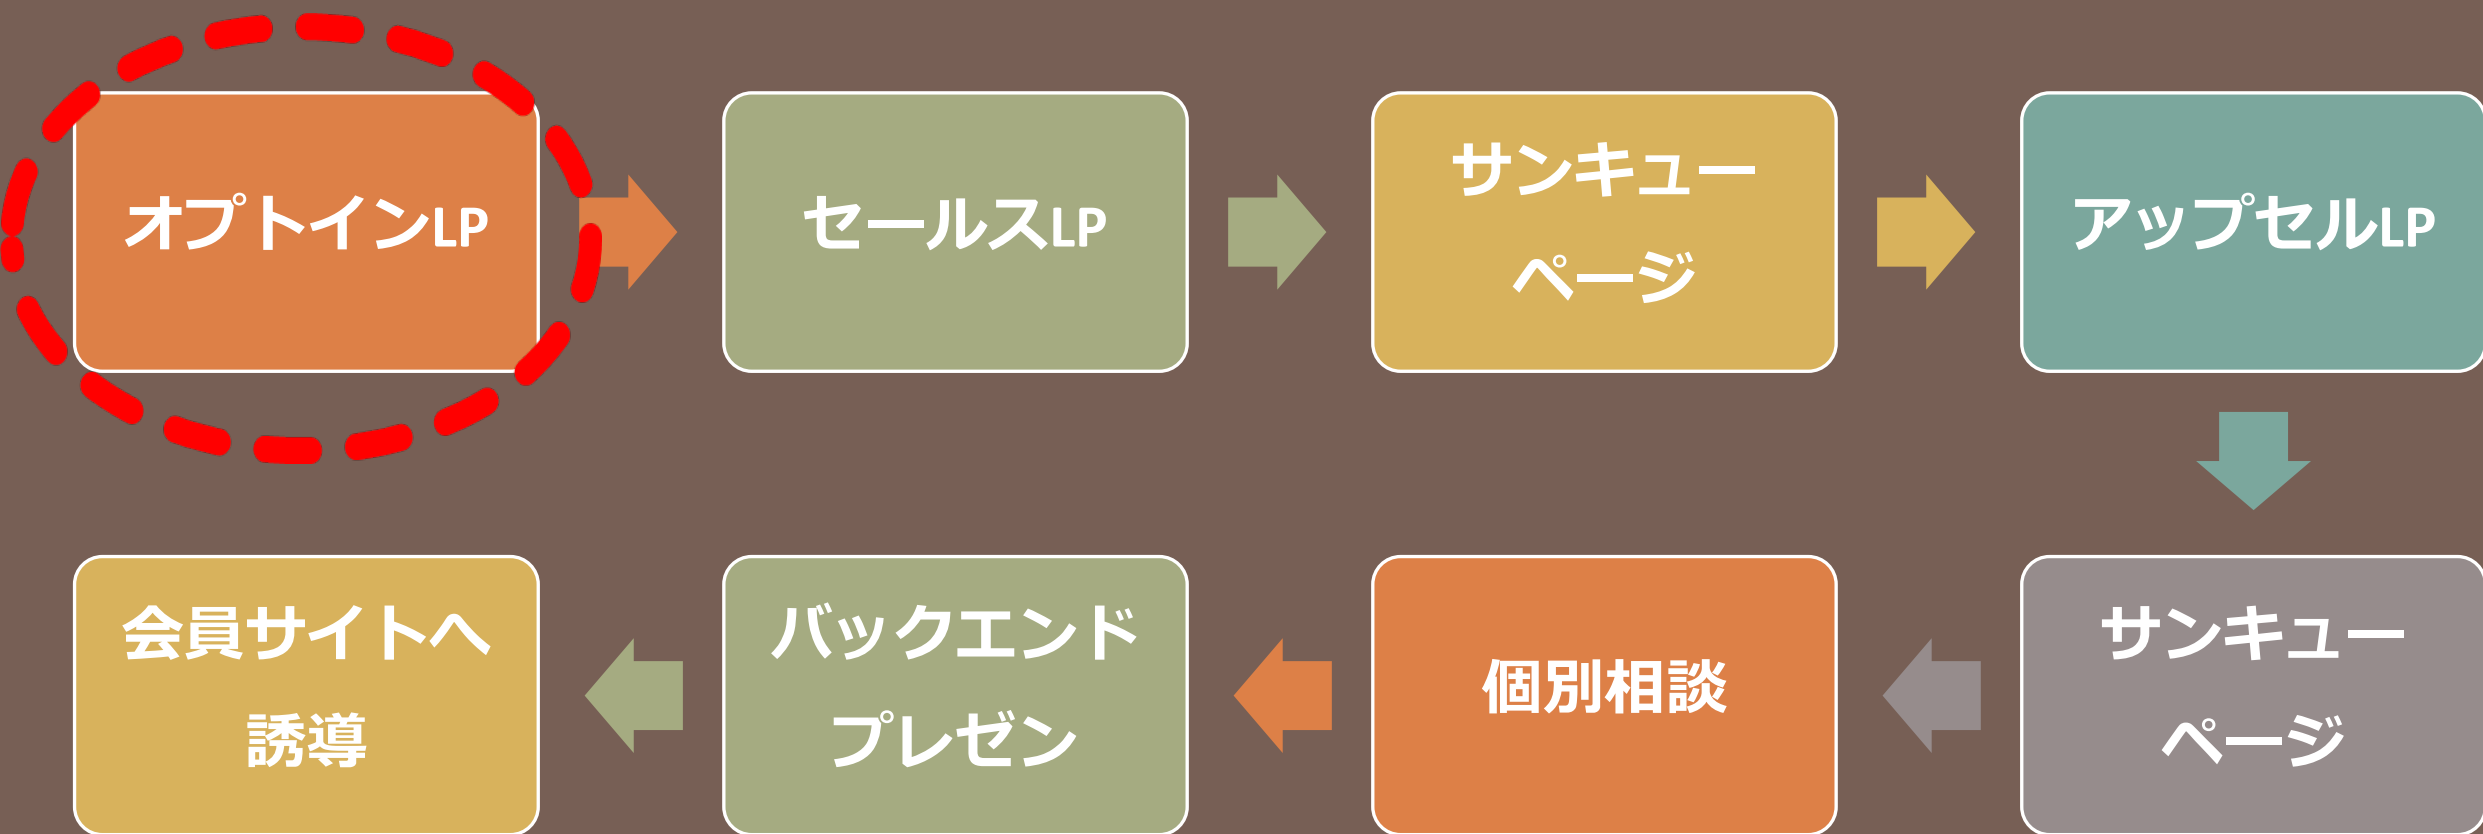 オプトインLP
セールスLP
サンキュー
ページ
アップセルLP
サンキュー
ページ
個別相談
バックエンド
プレゼン
会員サイトへ
誘導